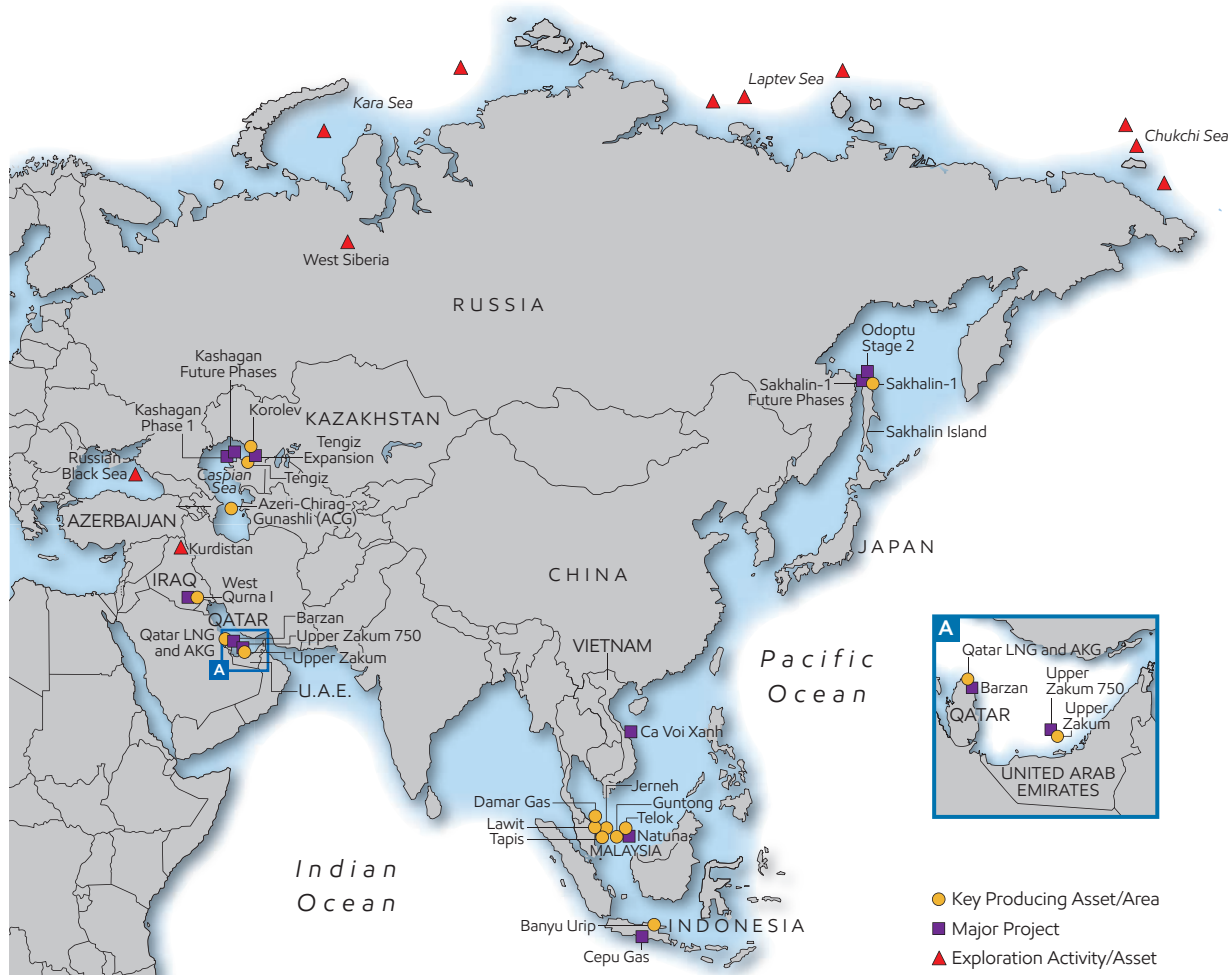 Laptev Sea
Kara Sea
Chukchi Sea
West Siberia
RUSSIA
Odoptu
Stage 2
Kashagan
Future Phases
Sakhalin-1
Future Phases
Sakhalin-1
Kashagan
Phase 1
Korolev
KAZAKHSTAN
Tengiz
Expansion
Sakhalin Island
Russian
Black Sea
Caspian
Sea
Tengiz
Azeri-Chirag-
Gunashli (ACG)
AZERBAIJAN
Kurdistan
JAPAN
CHINA
IRAQ
West
Qurna I
QATAR
Barzan
Qatar LNG
and AKG
Upper Zakum 750
Upper Zakum
A
U.A.E.
VIETNAM
Pacific
Ocean
Ca Voi Xanh
Jerneh
Damar Gas
Guntong
Lawit
Telok
Tapis
Natuna
MALAYSIA
Indian
Ocean
Banyu Urip
INDONESIA
Cepu Gas
A
Qatar LNG and AKG
Barzan
Upper
Zakum 750
QATAR
Upper
Zakum
UNITED ARAB
EMIRATES
Key Producing Asset/Area
Major Project
Exploration Activity/Asset